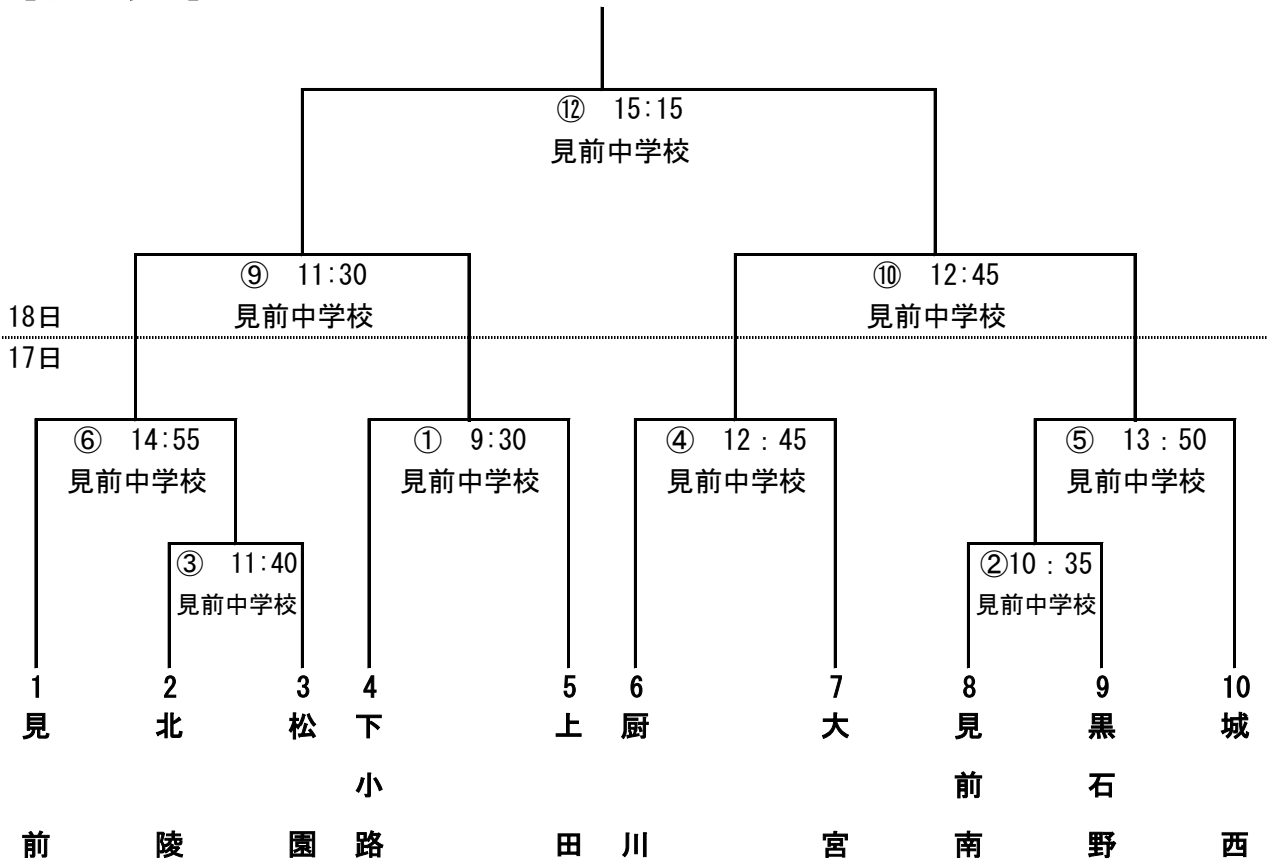 ⑫ 15:15
見前中学校
⑨ 11:30
見前中学校
⑩ 12:45
見前中学校
18日
17日
⑥ 14:55
見前中学校
① 9:30
見前中学校
④ 12：45
見前中学校
⑤ 13：50
見前中学校
③ 11:40
見前中学校
②10：35
見前中学校
1 見前
2 北陵
3 松園
4 下小路
5 上田
6 厨川
7 大宮
8 見前南
9 黒石野
10 城西